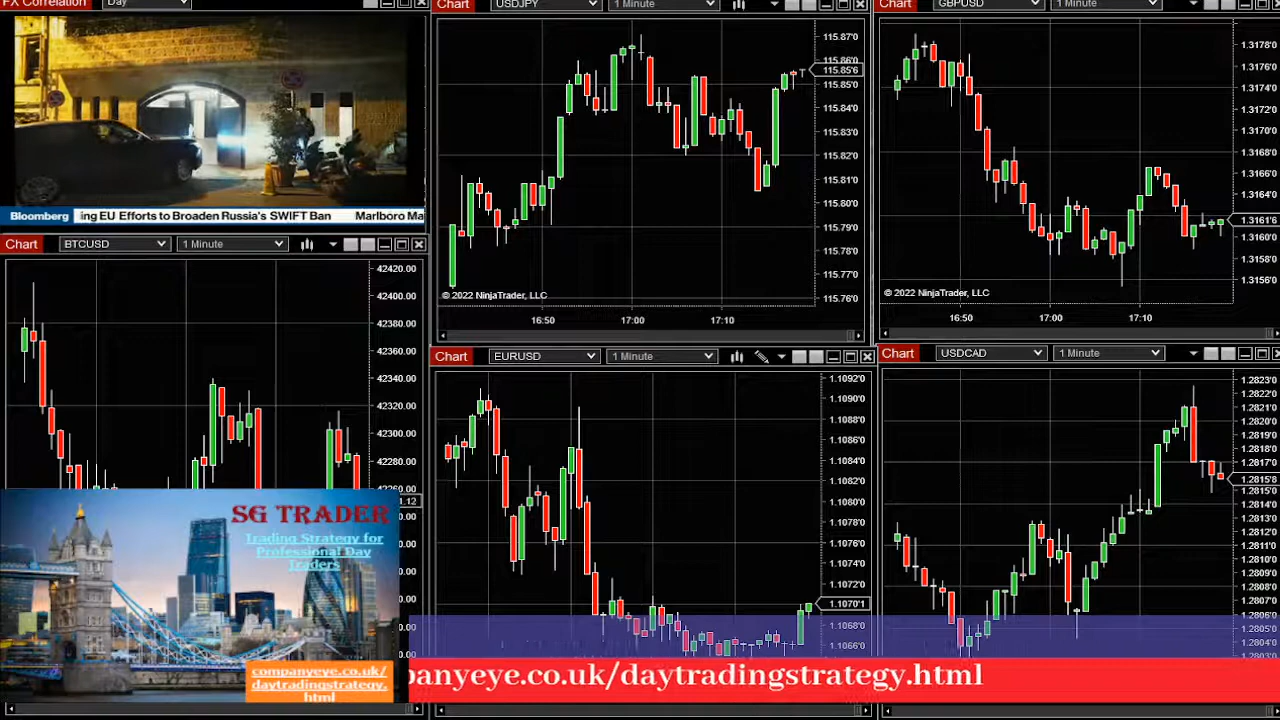 FX Correlation
Day
Bloomberg
ing EU Efforts to Broaden Russia's SWIFT Ban
Marlboro Ma
Chart
USDJPY
1 Minute
115.87'0
115.86'0
115.85'6
115.84'0
115.83'0
115.82'0
115.81'0
115.80'0
115.79'0
115.78'0
115.77'0
115.76'0
© 2022 NinjaTrader, LLC
16:50
17:00
17:10
Chart
GBPUSD
1 Minute
1.3178'0
1.3176'0
1.3174'0
1.3172'0
1.3170'0
1.3168'0
1.3166'0
1.3164'0
1.3161'6
1.3160'0
1.3158'0
1.3156'0
© 2022 NinjaTrader, LLC
16:50
17:00
17:10
Chart
BTCUSD
1 Minute
42420.00
42400.00
42380.00
42360.00
42340.00
42320.00
42300.00
42280.00
42260.00
1.12
00.00
0.00
0.00
0.00
SG TRADER
Trading Strategy for
Professional Day
Traders
companyeye.co.uk/
daytradingstrategy.
html
Chart
EURUSD
1 Minute
1.1092'0
1.1090'0
1.1088'0
1.1086'0
1.1084'0
1.1082'0
1.1080'0
1.1078'0
1.1076'0
1.1074'0
1.1072'0
1.1070'1
1.1068'0
1.1066'0
Chart
USDCAD
1 Minute
1.2823'0
1.2822'0
1.2821'0
1.2820'0
1.2818'0
1.2817'0
1.2815'8
1.2814'0
1.2812'0
1.2811'0
1.2810'0
1.2809'0
1.2808'0
1.2806'0
1.2805'0
1.2804'0
panyeye.co.uk/daytradingstrategy.html